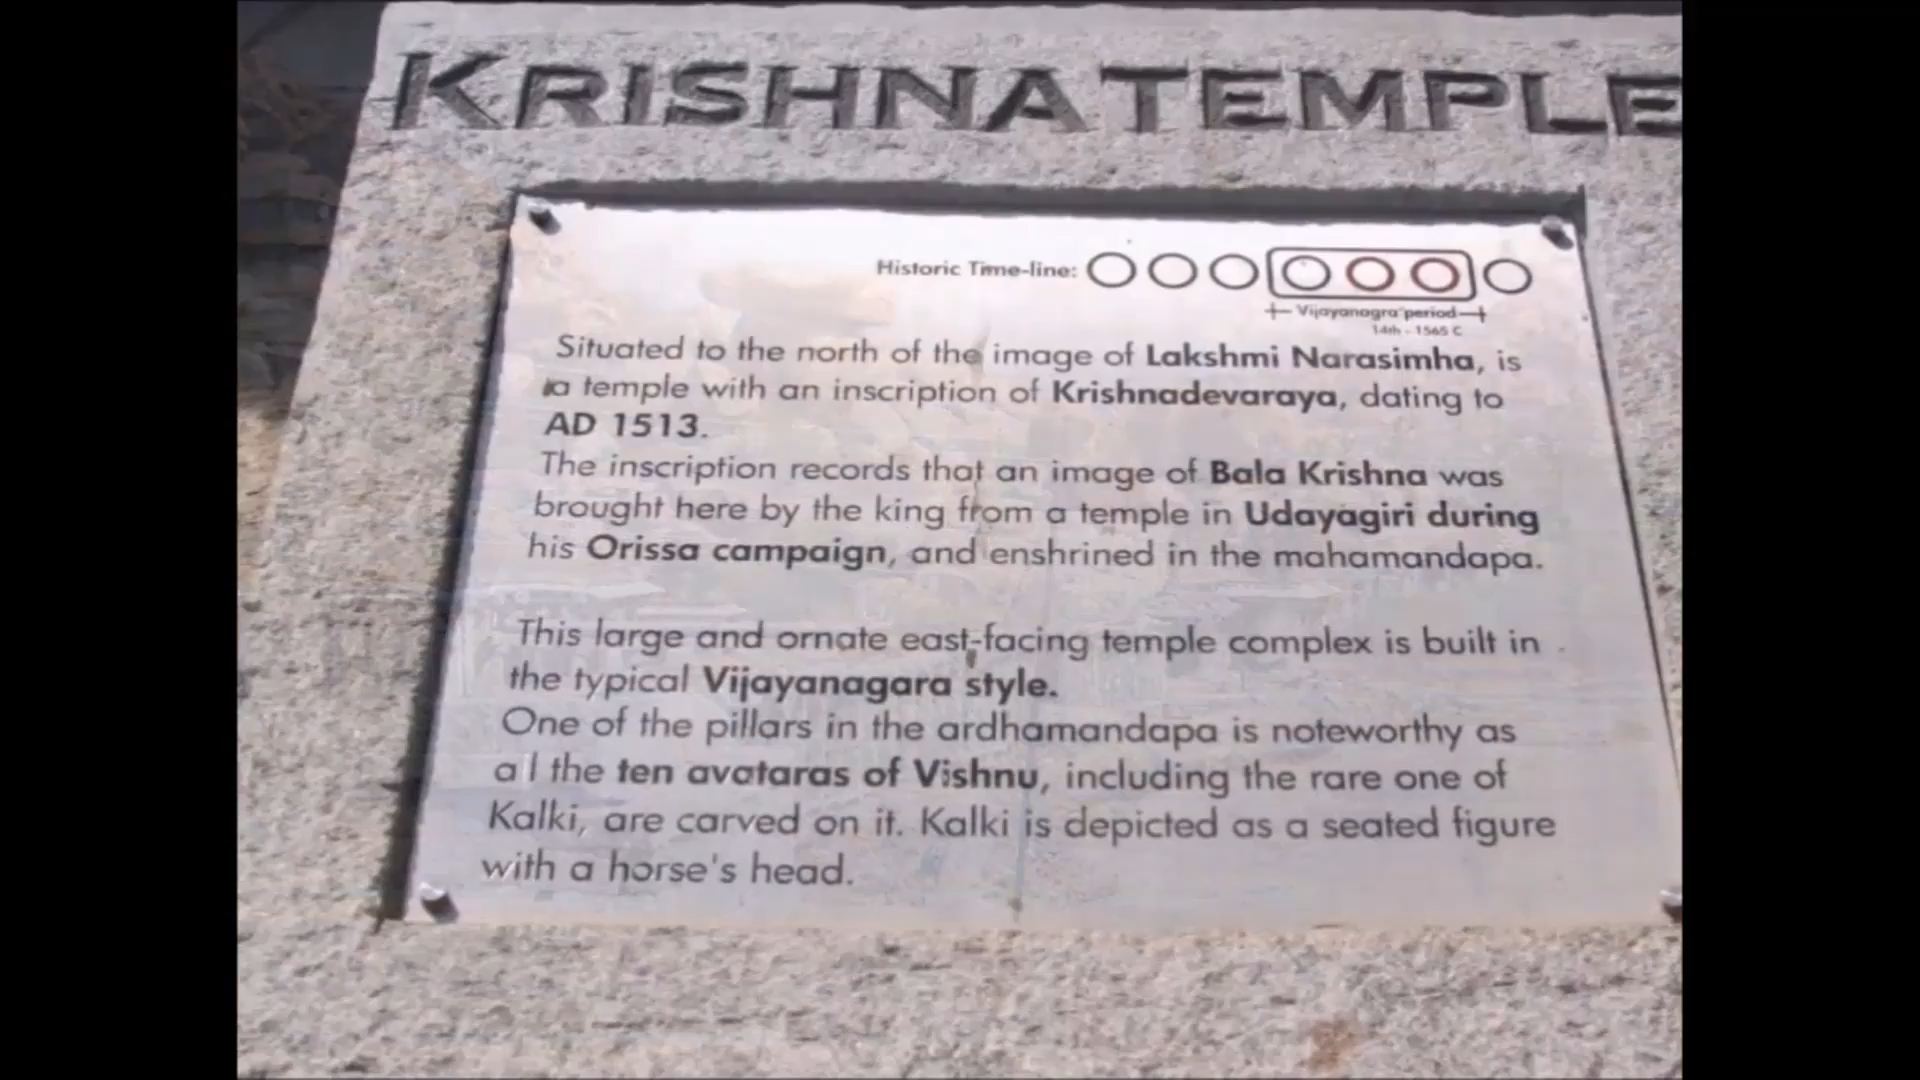 KRISHNA TEMPLE
Historic Time-line:
Vijayanagra period
14th - 1565 C
Situated to the north of the image of Lakshmi Narasimha, is
a temple with an inscription of Krishnadevaraya, dating to
AD 1513.
The inscription records that an image of Bala Krishna was
brought here by the king from a temple in Udayagiri during
his Orissa campaign, and enshrined in the mahamandapa.
This large and ornate east-facing temple complex is built in
the typical Vijayanagara style.
One of the pillars in the ardhamandapa is noteworthy as
all the ten avataras of Vishnu, including the rare one of
Kalki, are carved on it. Kalki is depicted as a seated figure
with a horse's head.